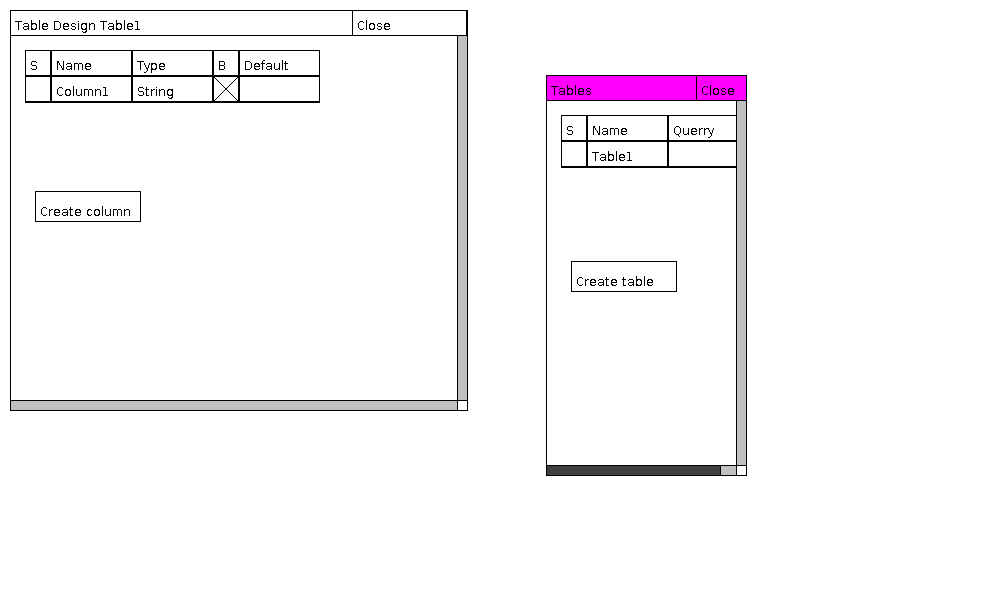 Table Design Table1 Close
S Name Type B Default
Column1 String
Create column
Tables Close
S Name Querry
Table1
Create table